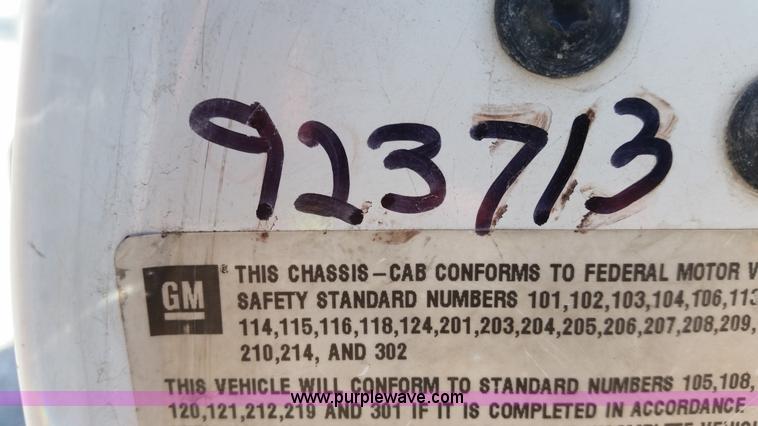 923713
GM
® THIS CHASSIS-CAB CONFORMS TO FEDERAL MOTOR
SAFETY STANDARD NUMBERS 101,102,103,104,106,113
114,115,116,118,124,201,203,204,205,206,207,208,209,
210,214, AND 302
THIS VEHICLE WILL CONFORM TO STANDARD NUMBERS 105,108,
www.purplewave.com
120,121,212,219 AND 301 IF IT IS COMPLETED IN ACCORDANCE